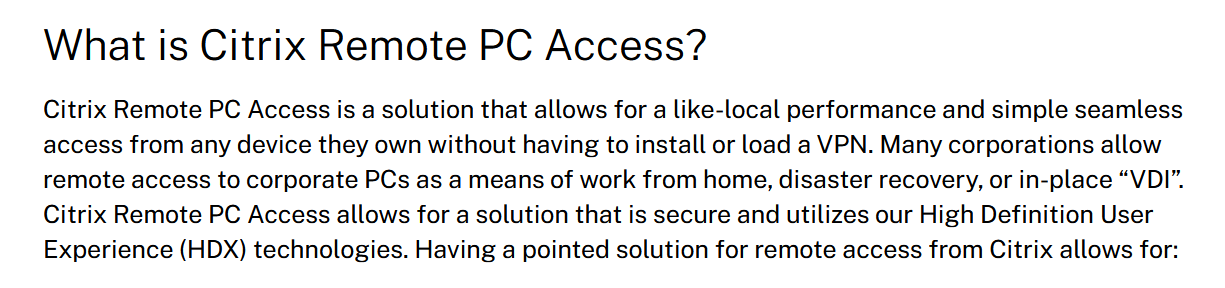 What is Citrix Remote PC Access?
Citrix Remote PC Access is a solution that allows for a like-local performance and simple seamless
access from any device they own without having to install or load a VPN. Many corporations allow
remote access to corporate PCs as a means of work from home, disaster recovery, or in-place “VDI”.
Citrix Remote PC Access allows for a solution that is secure and utilizes our High Definition User
Experience (HDX) technologies. Having a pointed solution for remote access from Citrix allows for: